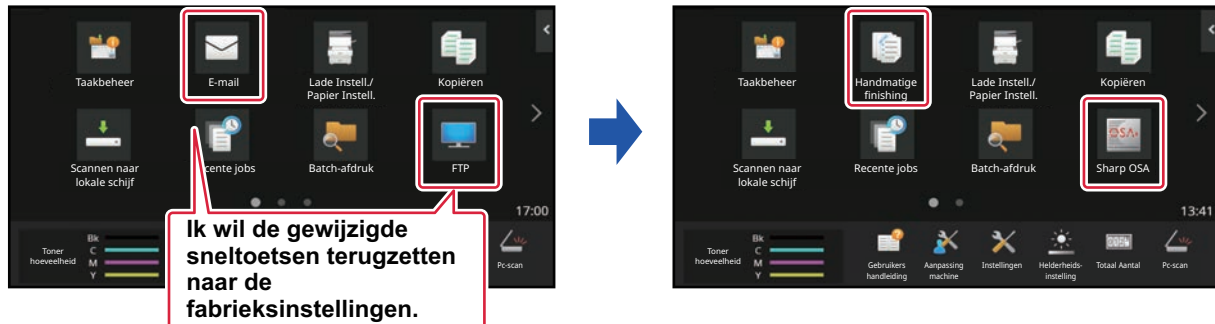 Taakbeheer
E-mail
Lade Instell./
Papier Instell.
Kopiëren
Scannen naar
lokale schijf
cente jobs
Batch-afdruk
FTP
17:00
Toner
hoeveelheid
Bk
C
M
Y
Pc-scan
Ik wil de gewijzigde
sneltoetsen terugzetten
naar de
fabrieksinstellingen.
Taakbeheer
Handmatige
finishing
Lade Instell./
Papier Instell.
Kopiëren
Scannen naar
lokale schijf
Recente jobs
Batch-afdruk
OSA
Sharp OSA
13:41
Toner
hoeveelheid
Bk
C
M
Y
Gebruikers
handleiding
Aanpassing
machine
Instellingen
Helderheids-
instelling
Totaal Aantal
Pc-scan